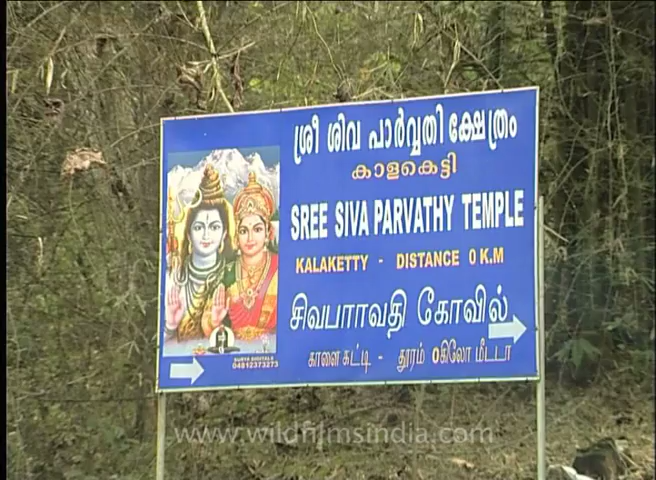 ശ്രീ ശിവ പാർവ്വതി ക്ഷേത്രം
കാളകെട്ടി
SREE SIVA PARVATHY TEMPLE
KALAKETTY - DISTANCE 0 K.M
சிவபாாவதி கோவில்
காளை கட்டி - தூரம் 0கிலோ மீட்டா
SURYA DIGITALS
04812373273
www.wildfilmsindia.com